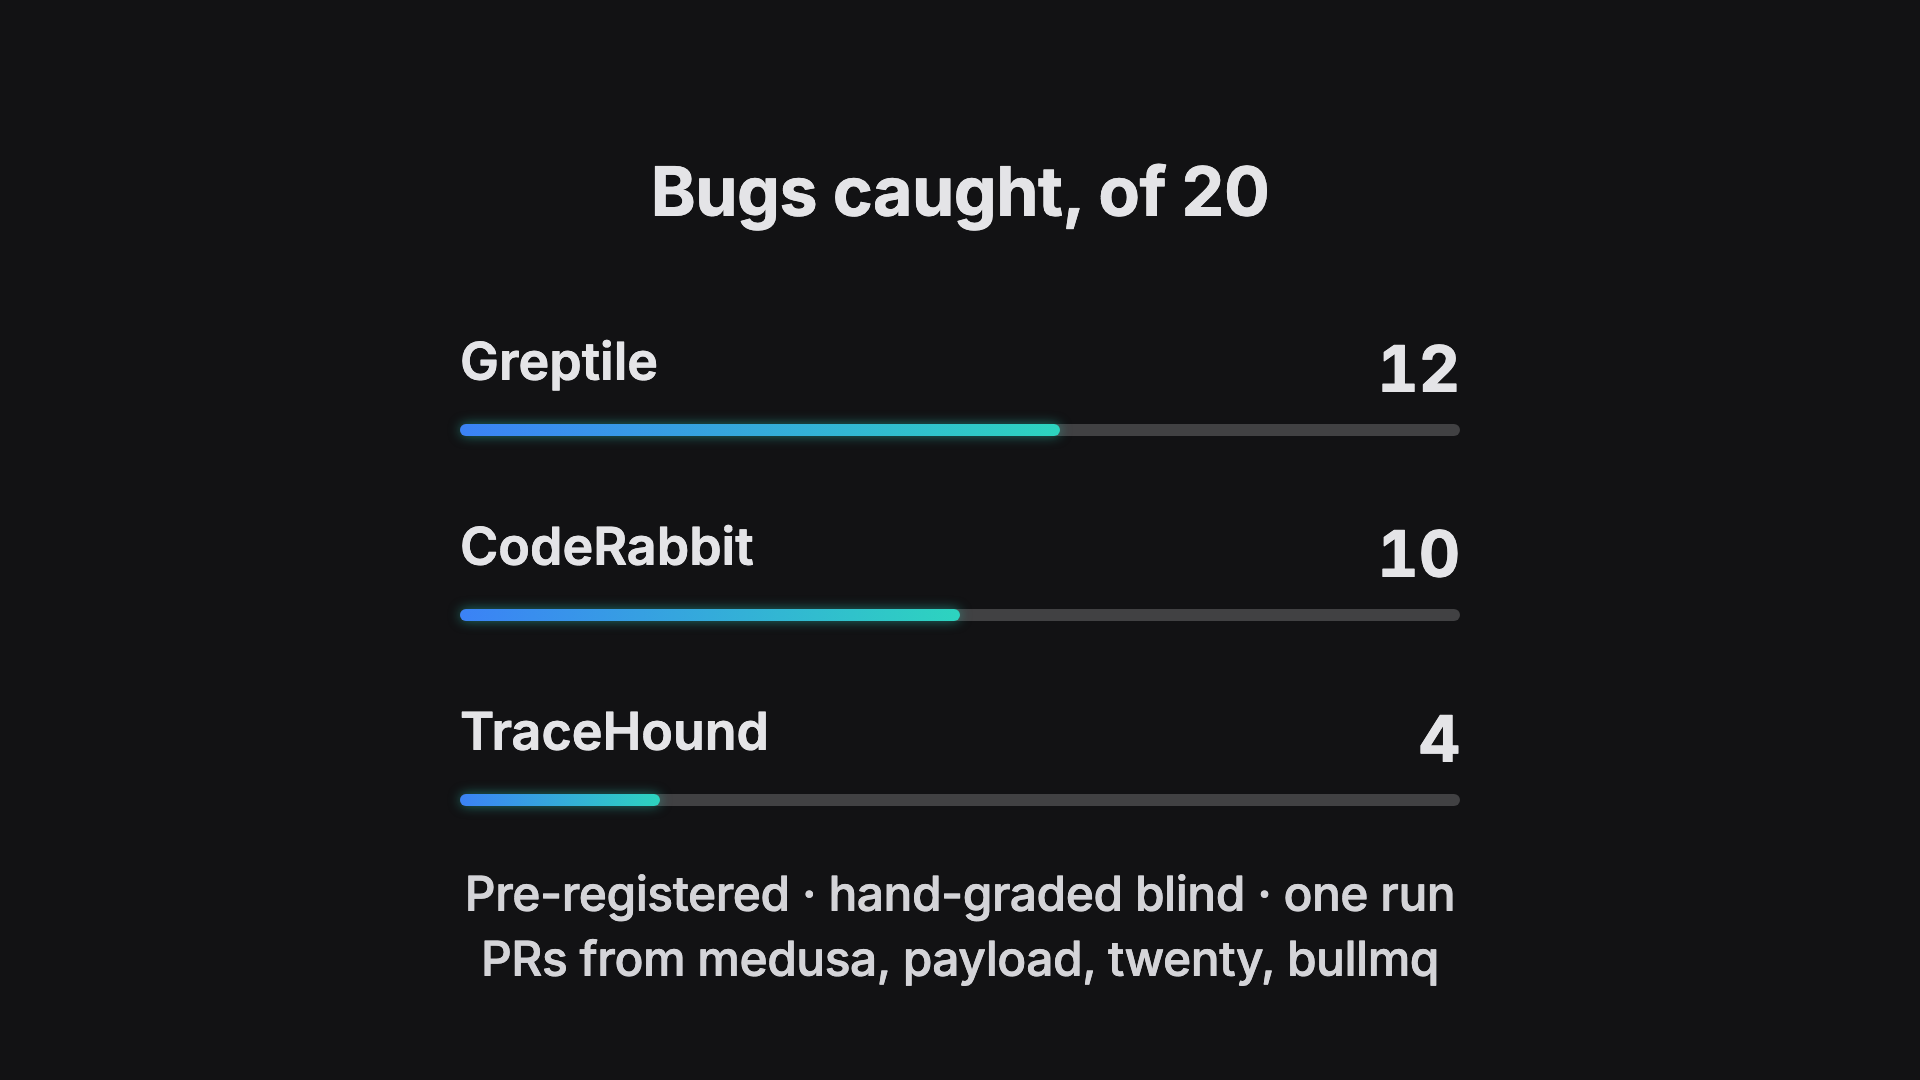 Bugs caught, of 20
Greptile
12
CodeRabbit
10
TraceHound
4
Pre-registered · hand-graded blind · one run
PRs from medusa, payload, twenty, bullmq